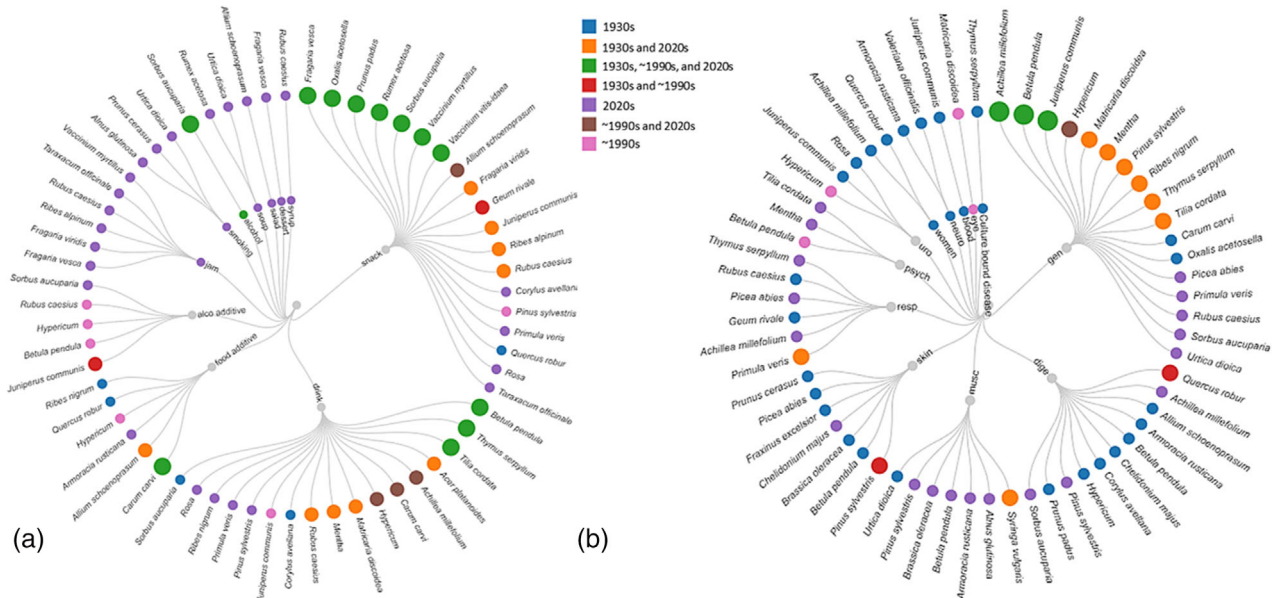 1930s
1930s and 2020s
1930s, ~1990s, and 2020s
1930s and ~1990s
2020s
~1990s and 2020s
~1990s
(a)
Fragaria vesca
Oxalis acetosella
Prunus padus
Rumex acetosa
Sorbus aucuparia
Vaccinium myrtillus
Vaccinium vitis-idaea
Allium schoenoprasum
Fragaria viridis
Geum rivale
Juniperus communis
Ribes alpinum
Rubus caesius
Corylus avellana
Pinus sylvestris
Primula veris
Quercus robur
Rosa
Taraxacum officinale
Betula pendula
Thymus serpyllum
Tilia cordata
Acer platanoides
Achillea millefolium
Carum carvi
Hypericum
Matricaria discoidea
Mentha
Rubus caesius
Corylus avellana
Juniperus communis
Pinus sylvestris
Primula veris
Ribes nigrum
Rosa
Sorbus aucuparia
Carum carvi
Allium schoenoprasum
Armoracia rusticana
Hypericum
Quercus robur
Ribes nigrum
Juniperus communis
Betula pendula
Hypericum
Rubus caesius
Sorbus aucuparia
Fragaria vesca
Fragaria viridis
Ribes alpinum
Rubus caesius
Taraxacum officinale
Vaccinium myrtillus
Alnus glutinosa
Prunus cerasus
Urtica dioica
Sorbus aucuparia
Rumex acetosa
Urtica dioica
Allium schoenoprasum
Fragaria vesca
Rubus caesius
snack
drink
food additive
alco additive
jam
smoking
alcohol
soup
salad
dessert
syrup
(b)
Achillea millefolium
Betula pendula
Juniperus communis
Hypericum
Matricaria discoidea
Mentha
Pinus sylvestris
Ribes nigrum
Thymus serpyllum
Tilia cordata
Carum carvi
Oxalis acetosella
Picea abies
Primula veris
Rubus caesius
Sorbus aucuparia
Urtica dioica
Quercus robur
Achillea millefolium
Allium schoenoprasum
Armoracia rusticana
Betula pendula
Chelidonium majus
Corylus avellana
Hypericum
Pinus sylvestris
Prunus padus
Sorbus aucuparia
Syringa vulgaris
Alnus glutinosa
Armoracia rusticana
Betula pendula
Brassica oleracea
Pinus sylvestris
Urtica dioica
Pinus sylvestris
Betula pendula
Brassica oleracea
Chelidonium majus
Fraxinus excelsior
Picea abies
Prunus cerasus
Primula veris
Achillea millefolium
Geum rivale
Picea abies
Rubus caesius
Thymus serpyllum
Betula pendula
Mentha
Tilia cordata
Hypericum
Juniperus communis
Rosa
Achillea millefolium
Quercus robur
Armoracia rusticana
Valeriana officinalis
Juniperus communis
Matricaria discoidea
Thymus serpyllum
gen
dige
musc
skin
resp
psych
uro
women
neuro
blood
eye
Culture bound disease